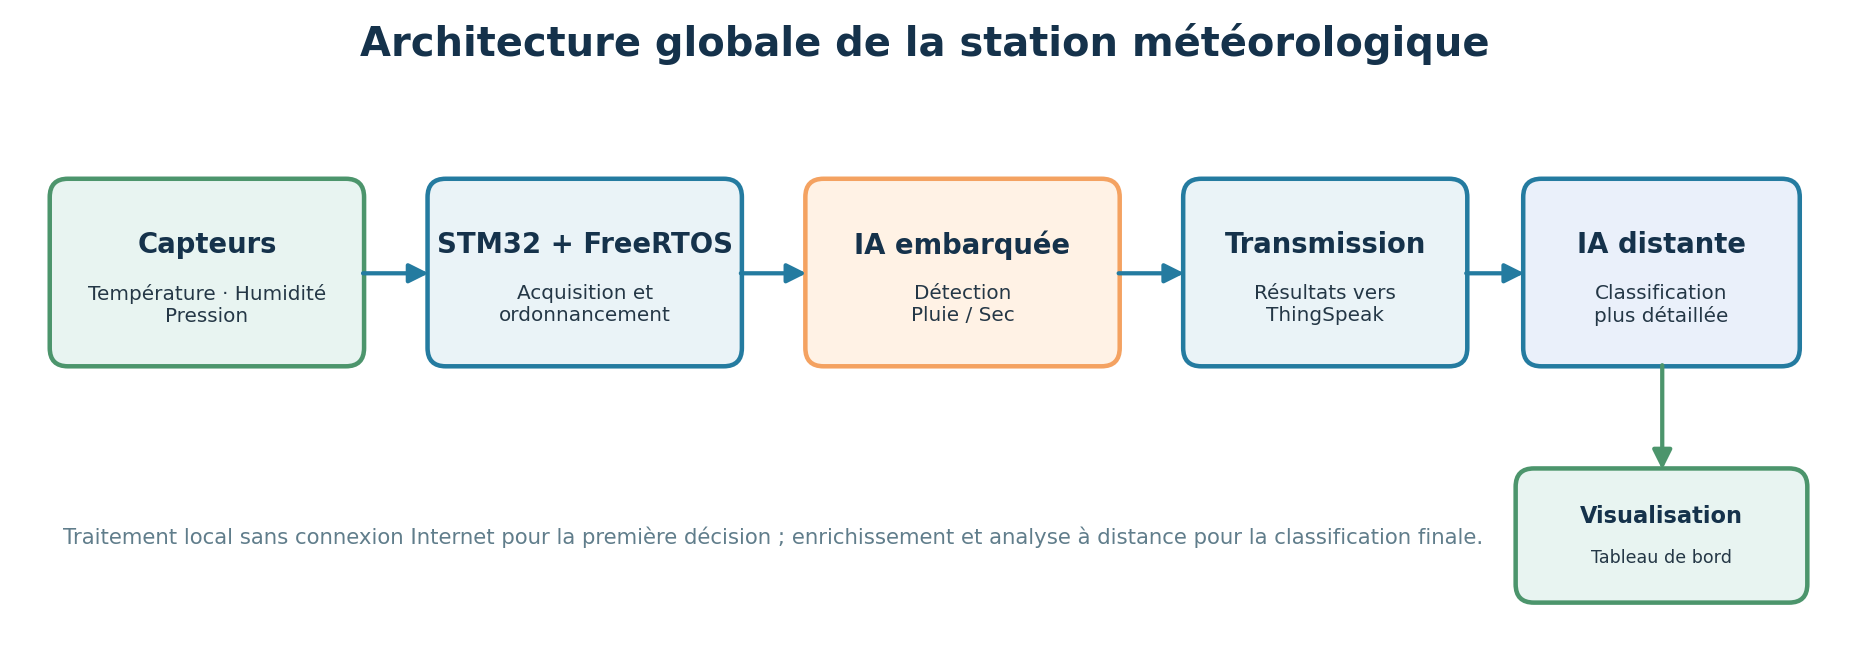 Architecture globale de la station météorologique
Capteurs
Température · Humidité
Pression
STM32 + FreeRTOS
Acquisition et
ordonnancement
IA embarquée
Détection
Pluie / Sec
Transmission
Résultats vers
ThingSpeak
IA distante
Classification
plus détaillée
Visualisation
Tableau de bord
Traitement local sans connexion Internet pour la première décision ; enrichissement et analyse à distance pour la classification finale.